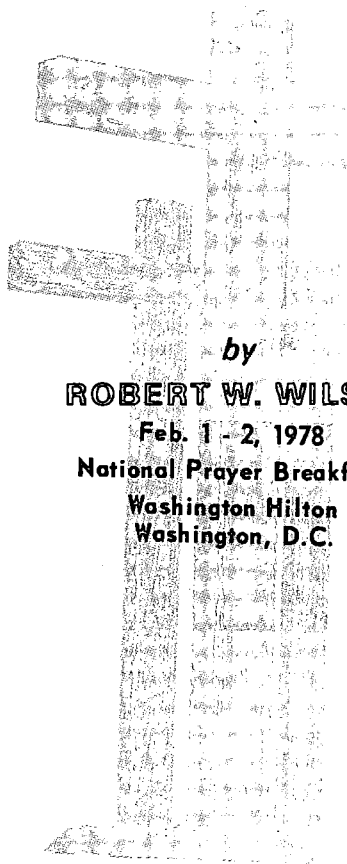 by
ROBERT W. WILS
Feb. 1 - 2, 1978
National Prayer Breakf
Washington Hilton
Washington, D.C.